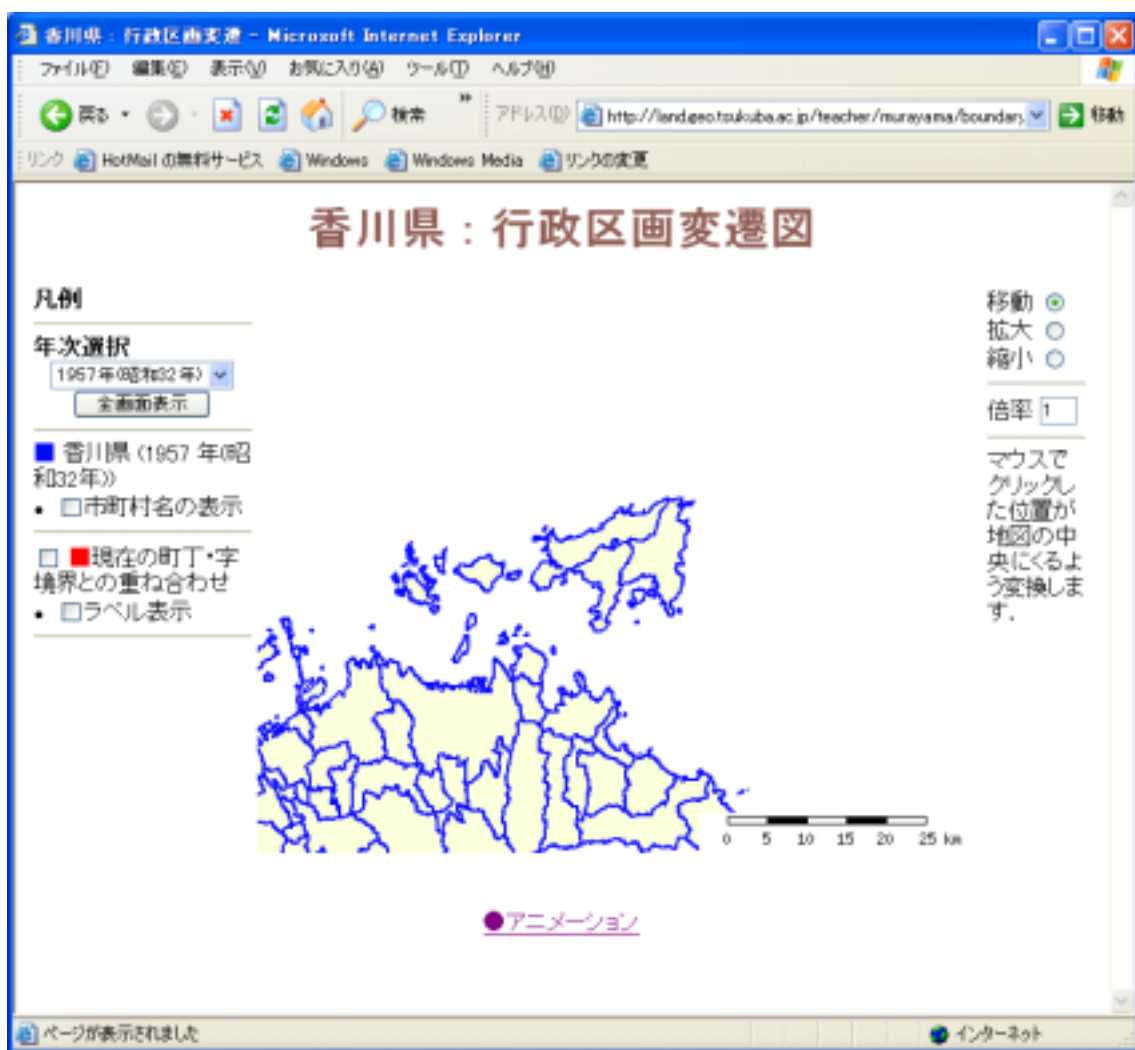 香川県：行政区画変遷 - Microsoft Internet Explorer
ファイル(F) 編集(E) 表示(V) お気に入り(A) ツール(T) ヘルプ(H)
戻る 検索 » アドレス(D) http://land.geo.tsukuba.ac.jp/teacher/murayama/boundary 移動
リンク HotMail の無料サービス Windows Windows Media リンクの変更
香川県：行政区画変遷図
凡例
年次選択
1957年(昭和32年)
全画面表示
香川県 (1957 年(昭
和32年))
• 市町村名の表示
現在の町丁・字
境界との重ね合わせ
• ラベル表示
移動
拡大
縮小
倍率 1
マウスで
クリックし
た位置が
地図の中
央にくるよ
う変換しま
す.
0 5 10 15 20 25 km
●アニメーション
ページが表示されました インターネット